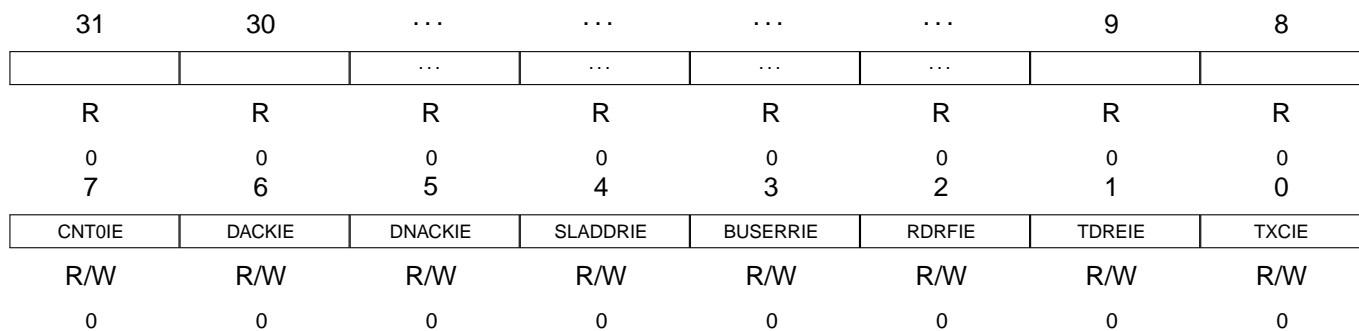 31 30 ... ... ... ... 9 8
... ... ... ...
R R R R R R R R
0 0 0 0 0 0 0 0
7 6 5 4 3 2 1 0
CNT0IE DACKIE DNACKIE SLADDRIE BUSERRIE RDRFIE TDREIE TXCIE
R/W R/W R/W R/W R/W R/W R/W R/W
0 0 0 0 0 0 0 0